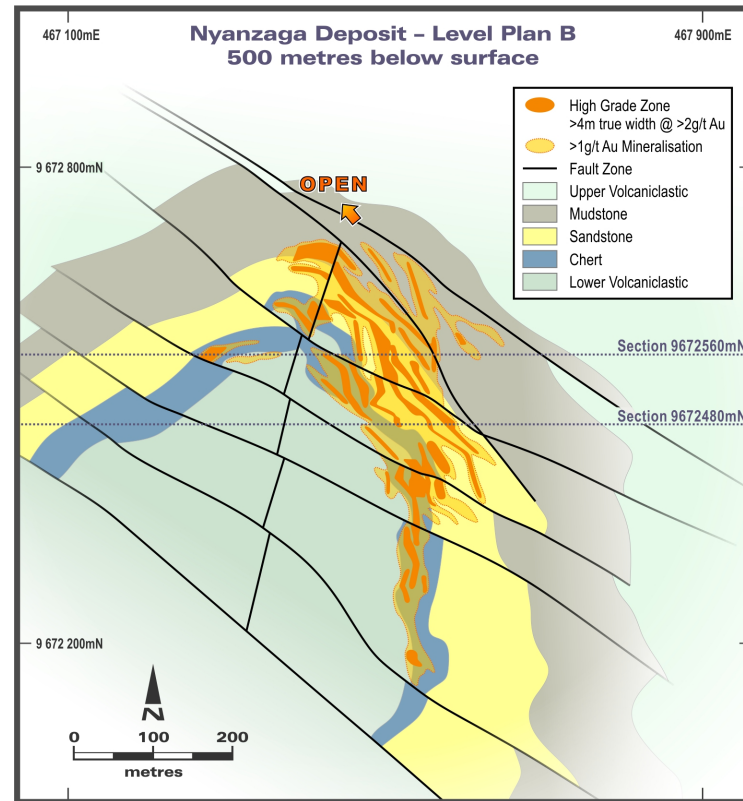 467 100mE
Nyanzaga Deposit – Level Plan B
467 900mE
500 metres below surface
High Grade Zone
>4m true width @ >2g/t Au
>1g/t Au Mineralisation
Fault Zone
Upper Volcaniclastic
Mudstone
Sandstone
Chert
Lower Volcaniclastic
9 672 800mN
OPEN
Section 9672560mN
Section 9672480mN
9 672 200mN
N
0 100 200
metres